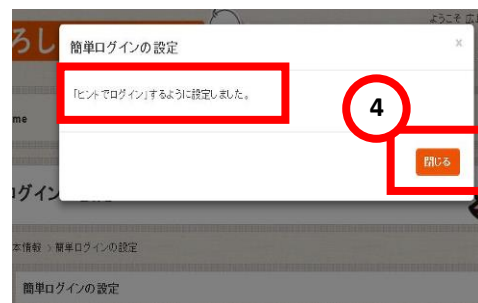 ようこそ 広
ろし
簡単ログインの設定
×
「ヒントでログイン」するように設定しました。
4
me
閉じる
ログイン
本情報 > 簡単ログインの設定
簡単ログインの設定